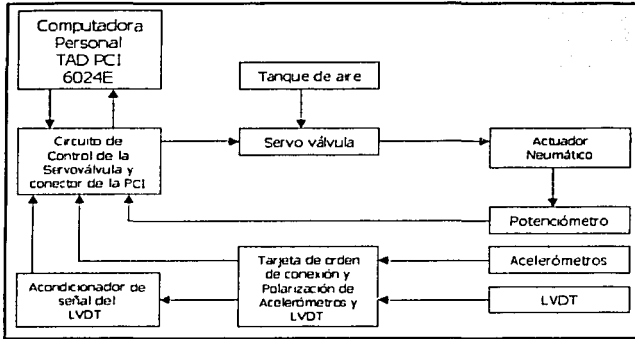 Computadora
Personal
TAD PCI
6024E
Tanque de aire
Circuito de
Control de la
Servoválvula y
conector de la PCI
Servo válvula
Actuador
Neumático
Potenciómetro
Tarjeta de orden
de conexión y
Polarización de
Acelerómetros y
LVDT
Acelerómetros
Acondicionador de
señal del
LVDT
LVDT